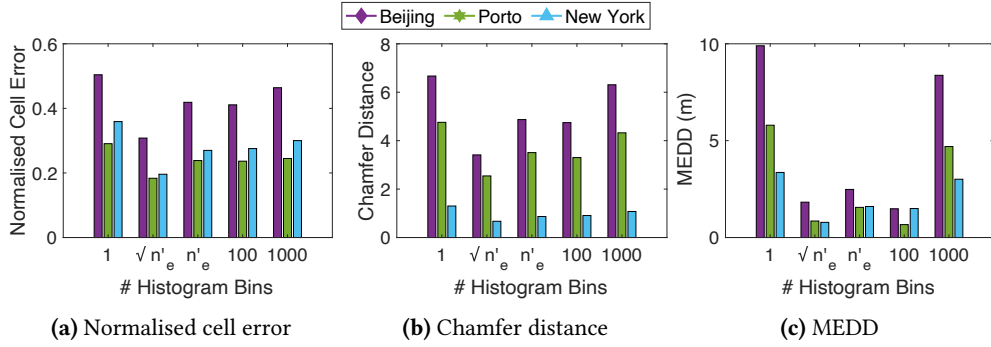 Beijing Porto New York
Normalised Cell Error
0.6
0.4
0.2
0
1 √ n'e n'e 100 1000
# Histogram Bins
(a) Normalised cell error
Chamfer Distance
8
6
4
2
0
1 √ n'e n'e 100 1000
# Histogram Bins
(b) Chamfer distance
MEDD (m)
10
5
0
1 √ n'e n'e 100 1000
# Histogram Bins
(c) MEDD